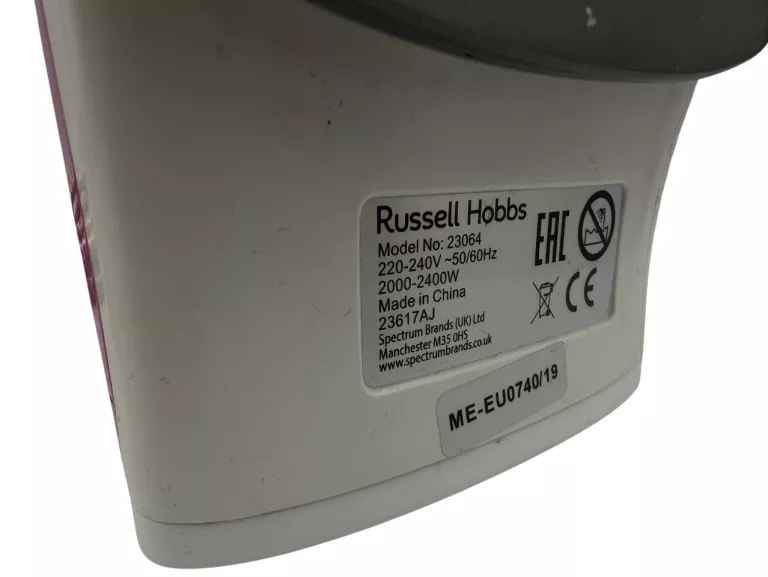 Russell Hobbs
Model No: 23064
220-240V ~50/60Hz
2000-2400W
Made in China
23617AJ
Spectrum Brands (UK) Ltd
Manchester M35 0HS
www.spectrumbrands.co.uk
EAC
CE
ME-EU0740/19